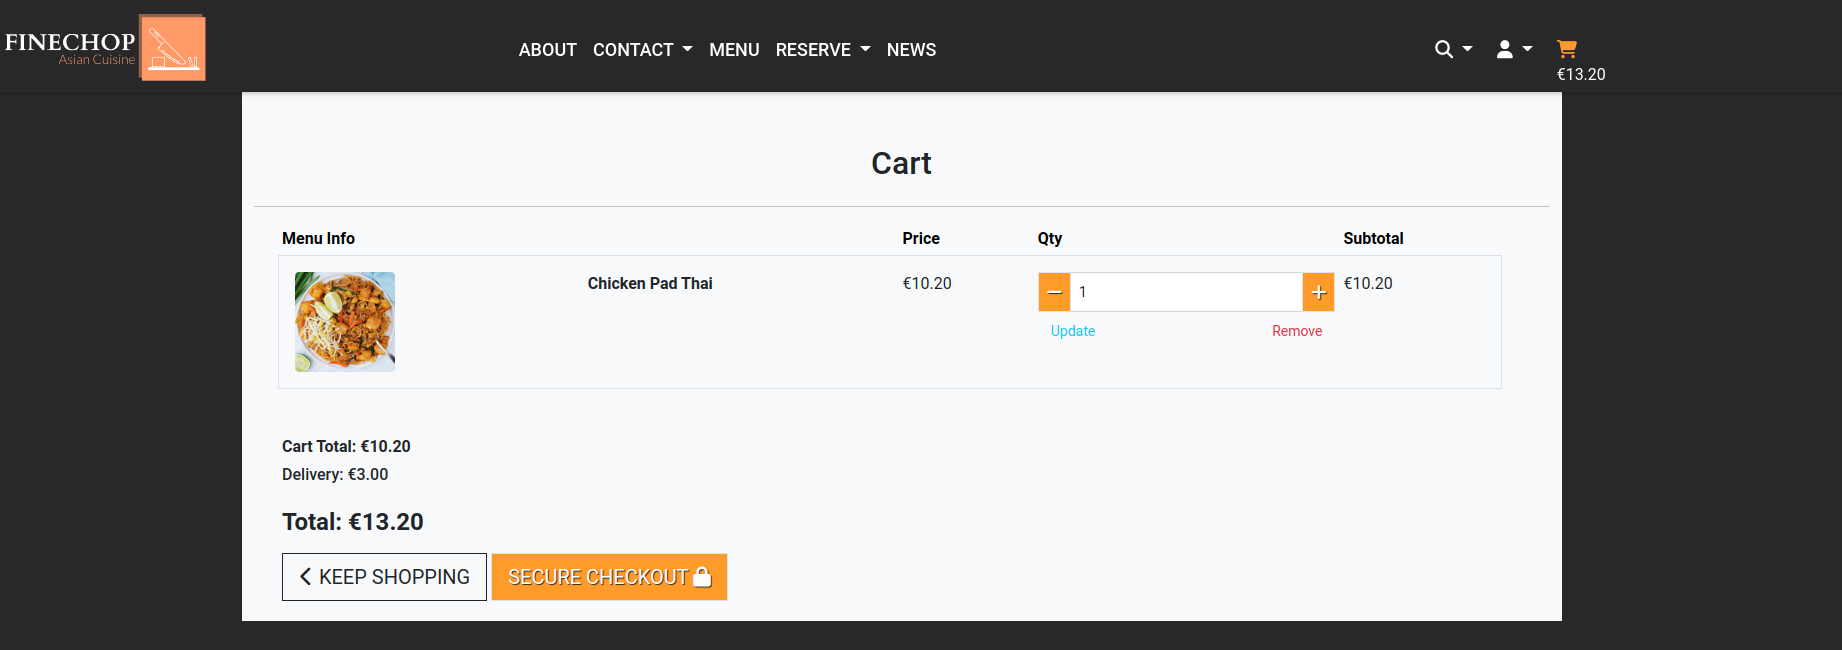 FINECHOP
Asian Cuisine
ABOUT CONTACT MENU RESERVE NEWS
€13.20
Cart
Menu Info Price Qty Subtotal
Chicken Pad Thai €10.20 1 €10.20
Update Remove
Cart Total: €10.20
Delivery: €3.00
Total: €13.20
KEEP SHOPPING SECURE CHECKOUT